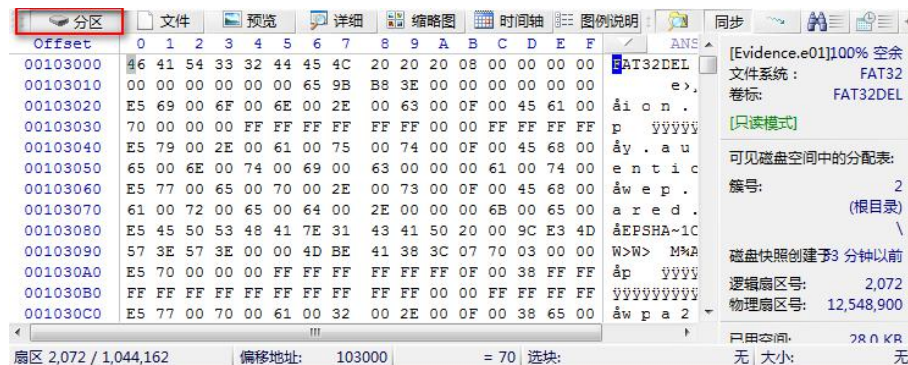 分区 文件 预览 详细 缩略图 时间轴 图例说明 同步
Offset 0 1 2 3 4 5 6 7 8 9 A B C D E F ANS
00103000 46 41 54 33 32 44 45 4C 20 20 20 08 00 00 00 00 FAT32DEL
00103010 00 00 00 00 00 00 65 9B B8 3E 00 00 00 00 00 00 e›¸
00103020 E5 69 00 6F 00 6E 00 2E 00 63 00 0F 00 45 61 00 åi o n .
00103030 70 00 00 00 FF FF FF FF FF FF 00 00 FF FF FF FF p ÿÿÿÿÿ
00103040 E5 79 00 2E 00 61 00 75 00 74 00 0F 00 45 68 00 åy . a u
00103050 65 00 6E 00 74 00 69 00 63 00 00 00 61 00 74 00 e n t i c
00103060 E5 77 00 65 00 70 00 2E 00 73 00 0F 00 45 68 00 åw e p .
00103070 61 00 72 00 65 00 64 00 2E 00 00 00 6B 00 65 00 a r e d .
00103080 E5 45 50 53 48 41 7E 31 43 41 50 20 00 9C E3 4D åEPSHA~1C
00103090 57 3E 57 3E 00 00 4D BE 41 38 3C 07 70 03 00 00 W>W> M¾A
001030A0 E5 70 00 00 00 FF FF FF FF FF FF 0F 00 38 FF FF åp ÿÿÿÿ
001030B0 FF FF FF FF FF FF FF FF FF FF 00 00 FF FF FF FF ÿÿÿÿÿÿÿÿÿ
001030C0 E5 77 00 70 00 61 00 32 00 2E 00 0F 00 38 65 00 åw p a 2
[Evidence.e01] 100% 空余
文件系统： FAT32
卷标: FAT32DEL
[只读模式]
可见磁盘空间中的分配表:
簇号: 2
(根目录)
\
磁盘快照创建于 3 分钟以前
逻辑扇区号: 2,072
物理扇区号: 12,548,900
已用空间: 28.0 KB
扇区 2,072 / 1,044,162 偏移地址: 103000 = 70 选块: 无 大小: 无